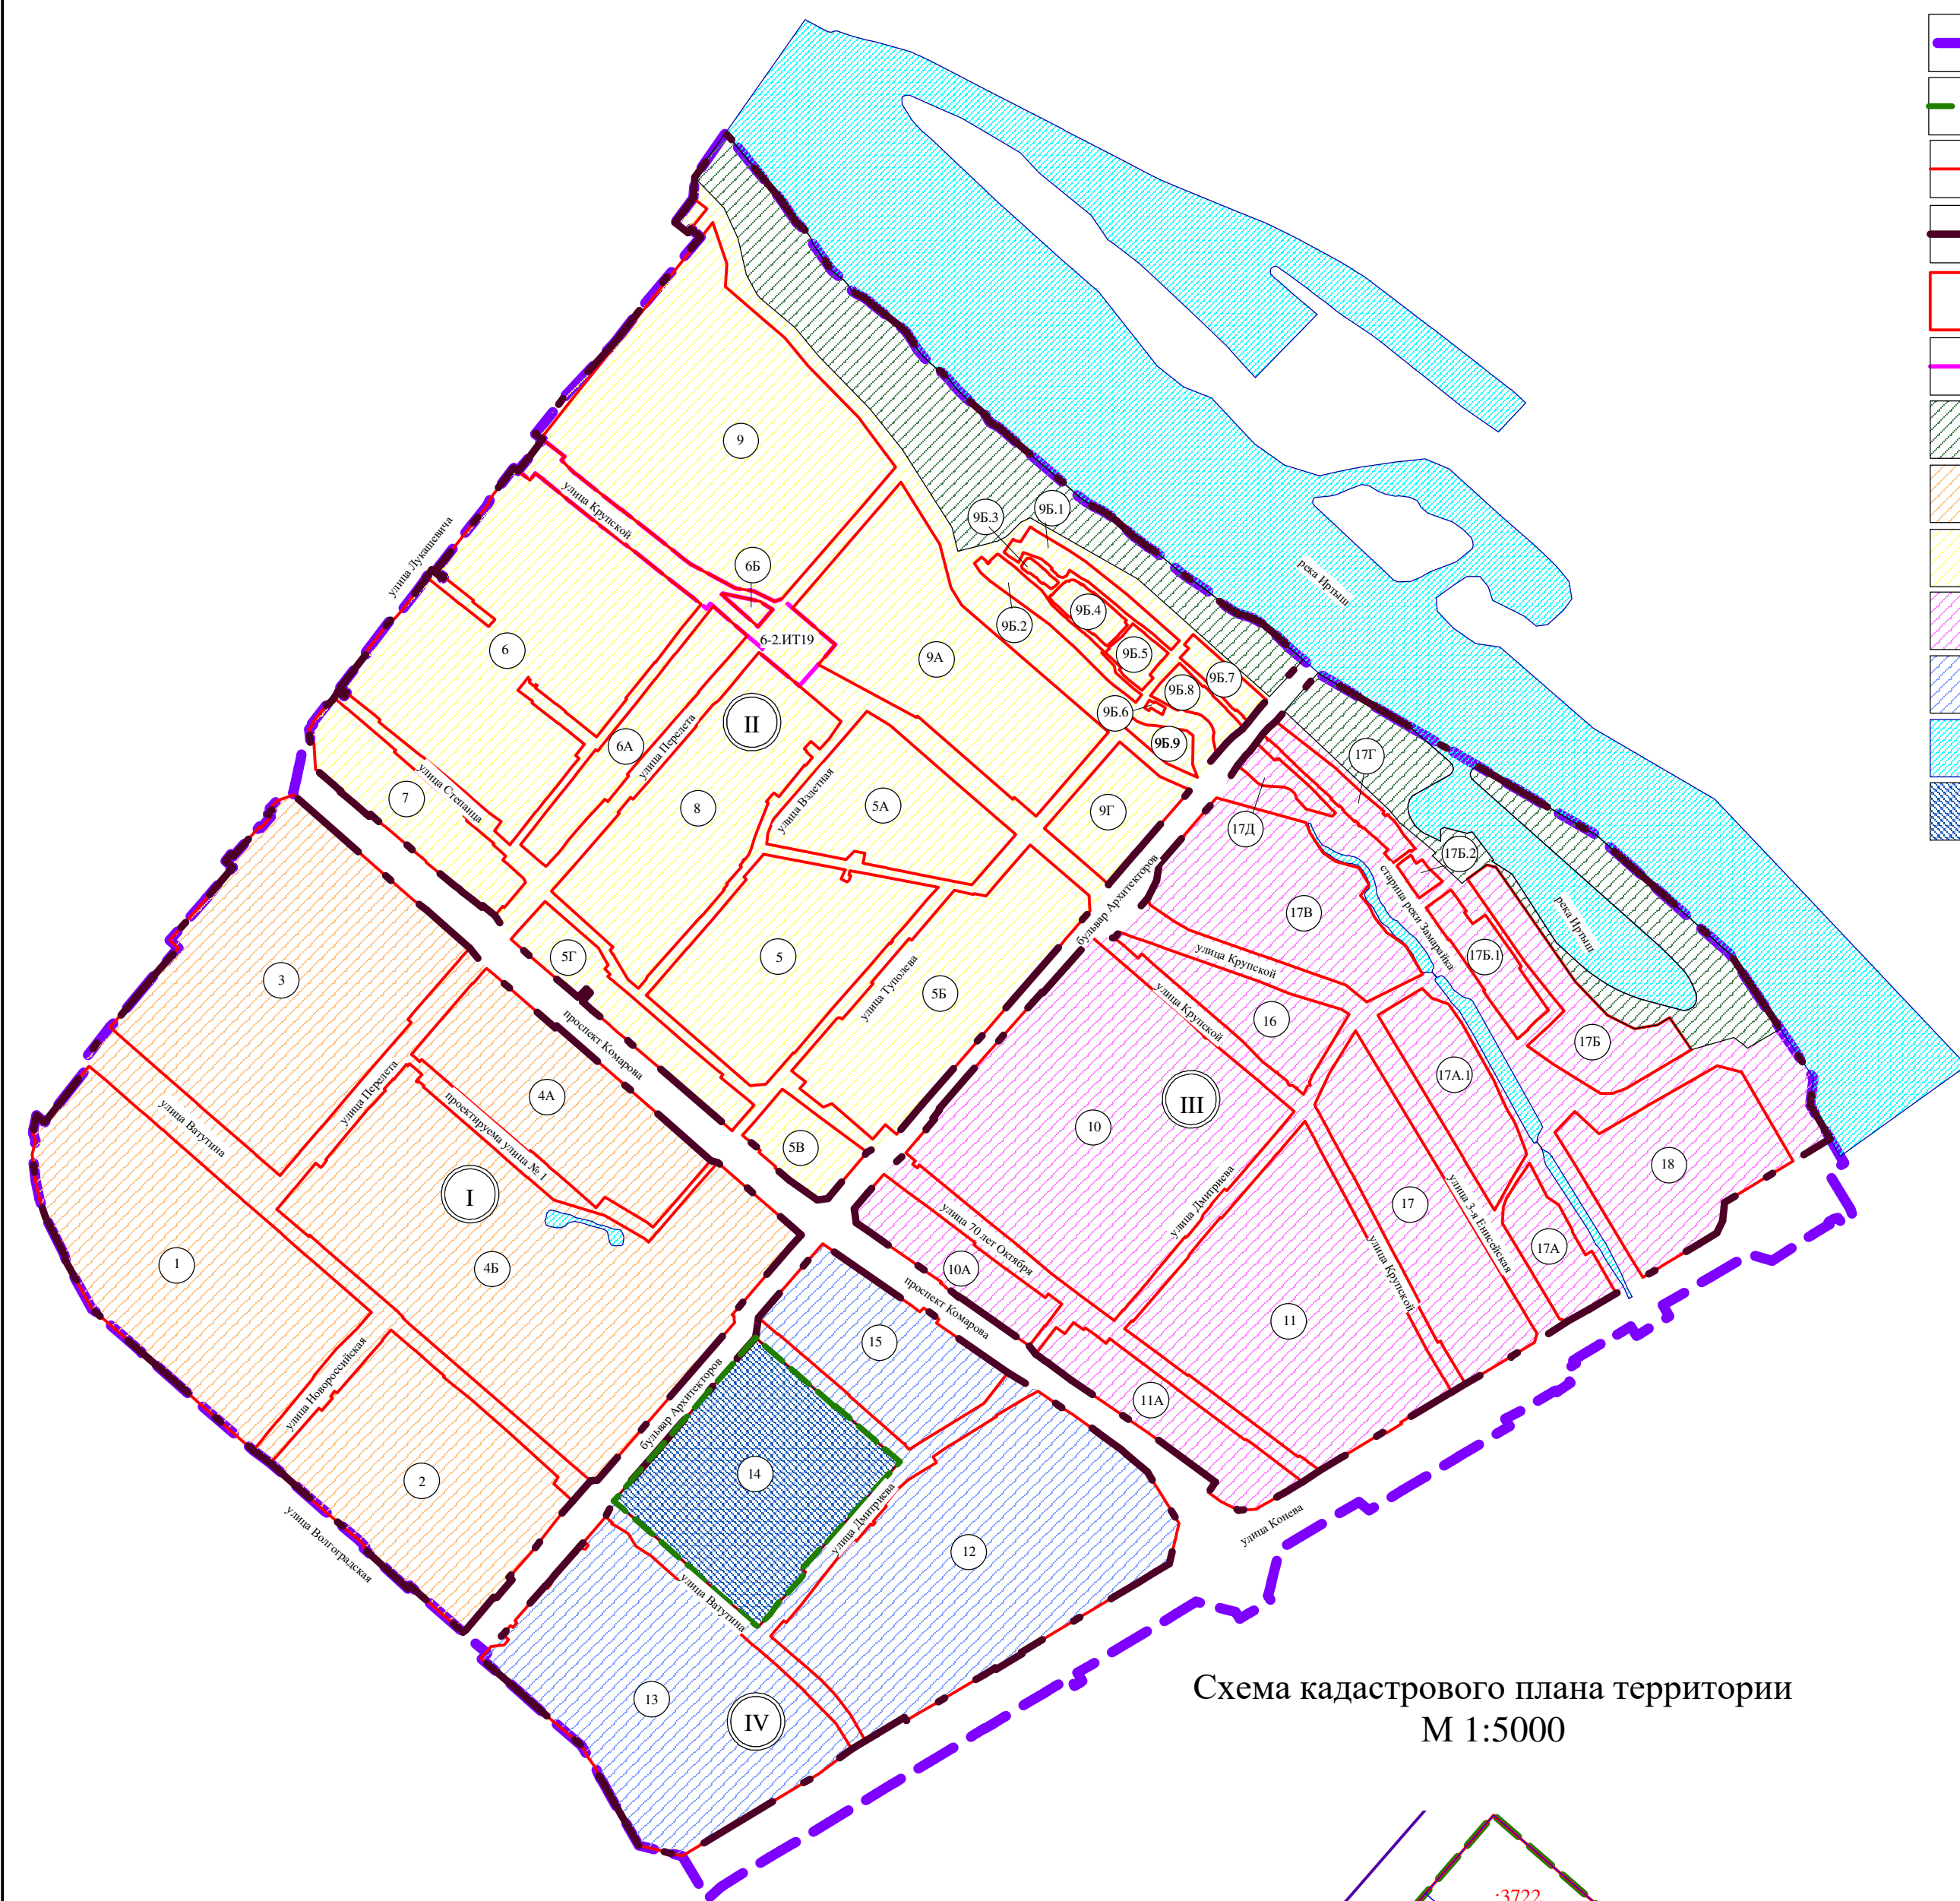 9
9Б.3
9Б.1
улица Крупской
улица Лукашевича
6Б
река Иртыш
9Б.4
9Б.2
6-2.ИТ19
6
9А
9Б.5
9Б.7
9Б.8
9Б.6
II
6А
улица Перелета
9Б.9
17Г
7
улица Степанца
8
улица Взлетная
5А
9Г
17Д
17Б.2
бульвар Архитекторов
старица реки Замарайка
17В
река Иртыш
5Г
5
улица Крупской
17Б.1
3
улица Туполева
5Б
улица Крупской
16
проспект Комарова
17Б
17А.1
4А
улица Перелета
проектируема улица № 1
улица Ватутина
III
10
5В
18
I
улица Дмитриева
17
улица 3-я Енисейская
улица 70 лет Октября
17А
1
4Б
10А
улица Крупской
проспект Комарова
11
15
улица Новороссийская
бульвар Архитекторов
11А
2
14
улица Дмитриева
улица Конева
улица Волгоградская
12
улица Ватутина
Схема кадастрового плана территории
М 1:5000
13
IV
:3722